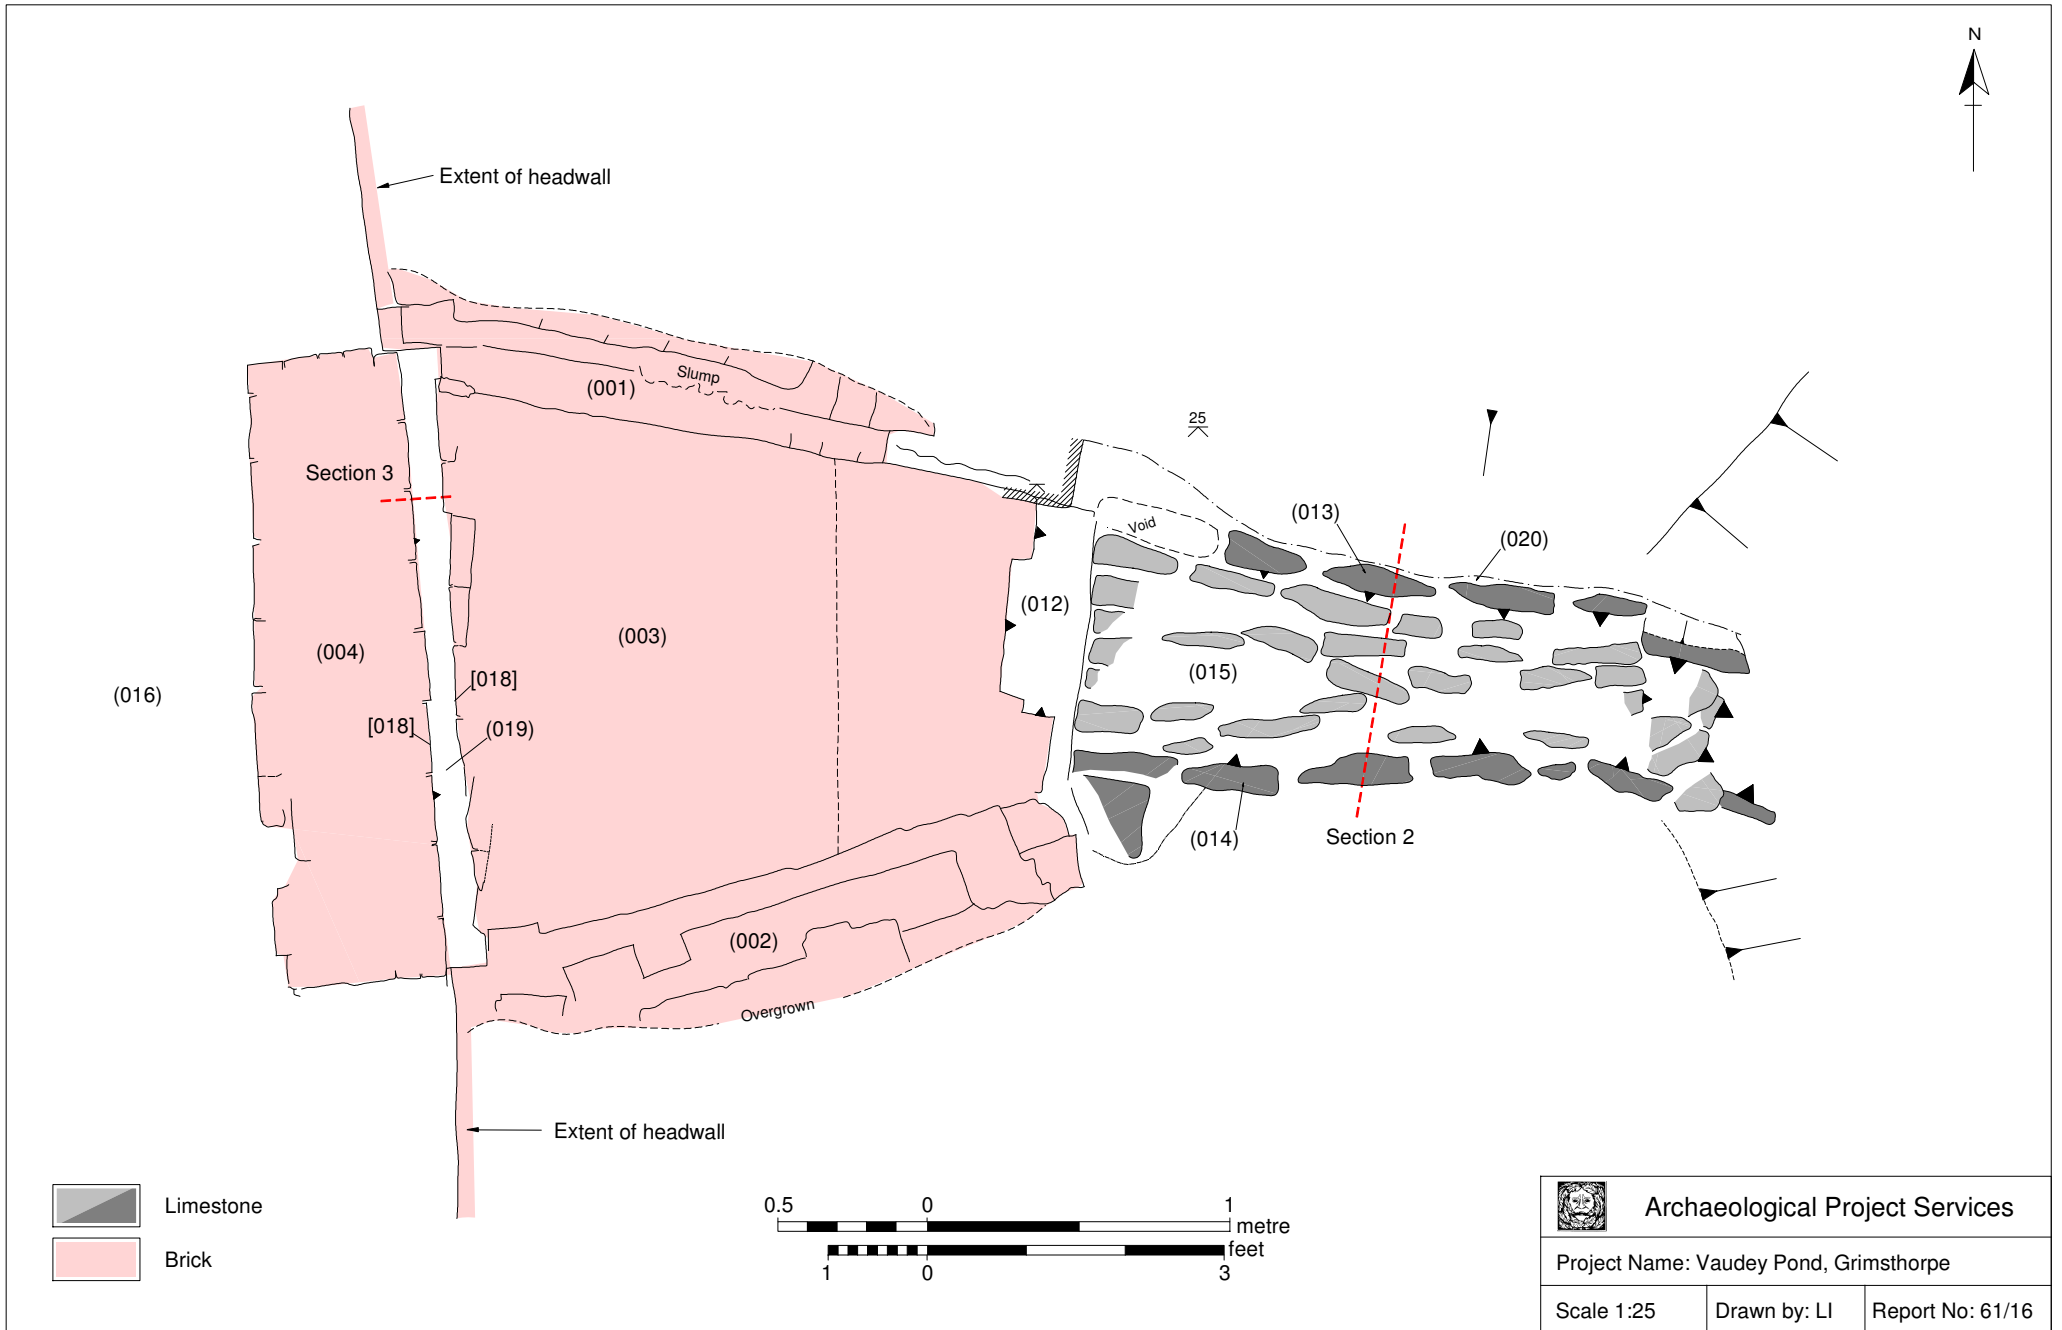 N
Extent of headwall
Slump
(001)
25
Section 3
(013)
Void
(020)
(012)
(003)
(004)
(015)
[018]
(016)
[018]
(019)
(014)
Section 2
(002)
Overgrown
Extent of headwall
Limestone
Brick
0.5 0 1
metre
feet
1 0 3
Archaeological Project Services
Project Name: Vaudey Pond, Grimsthorpe
Scale 1:25 Drawn by: LI Report No: 61/16